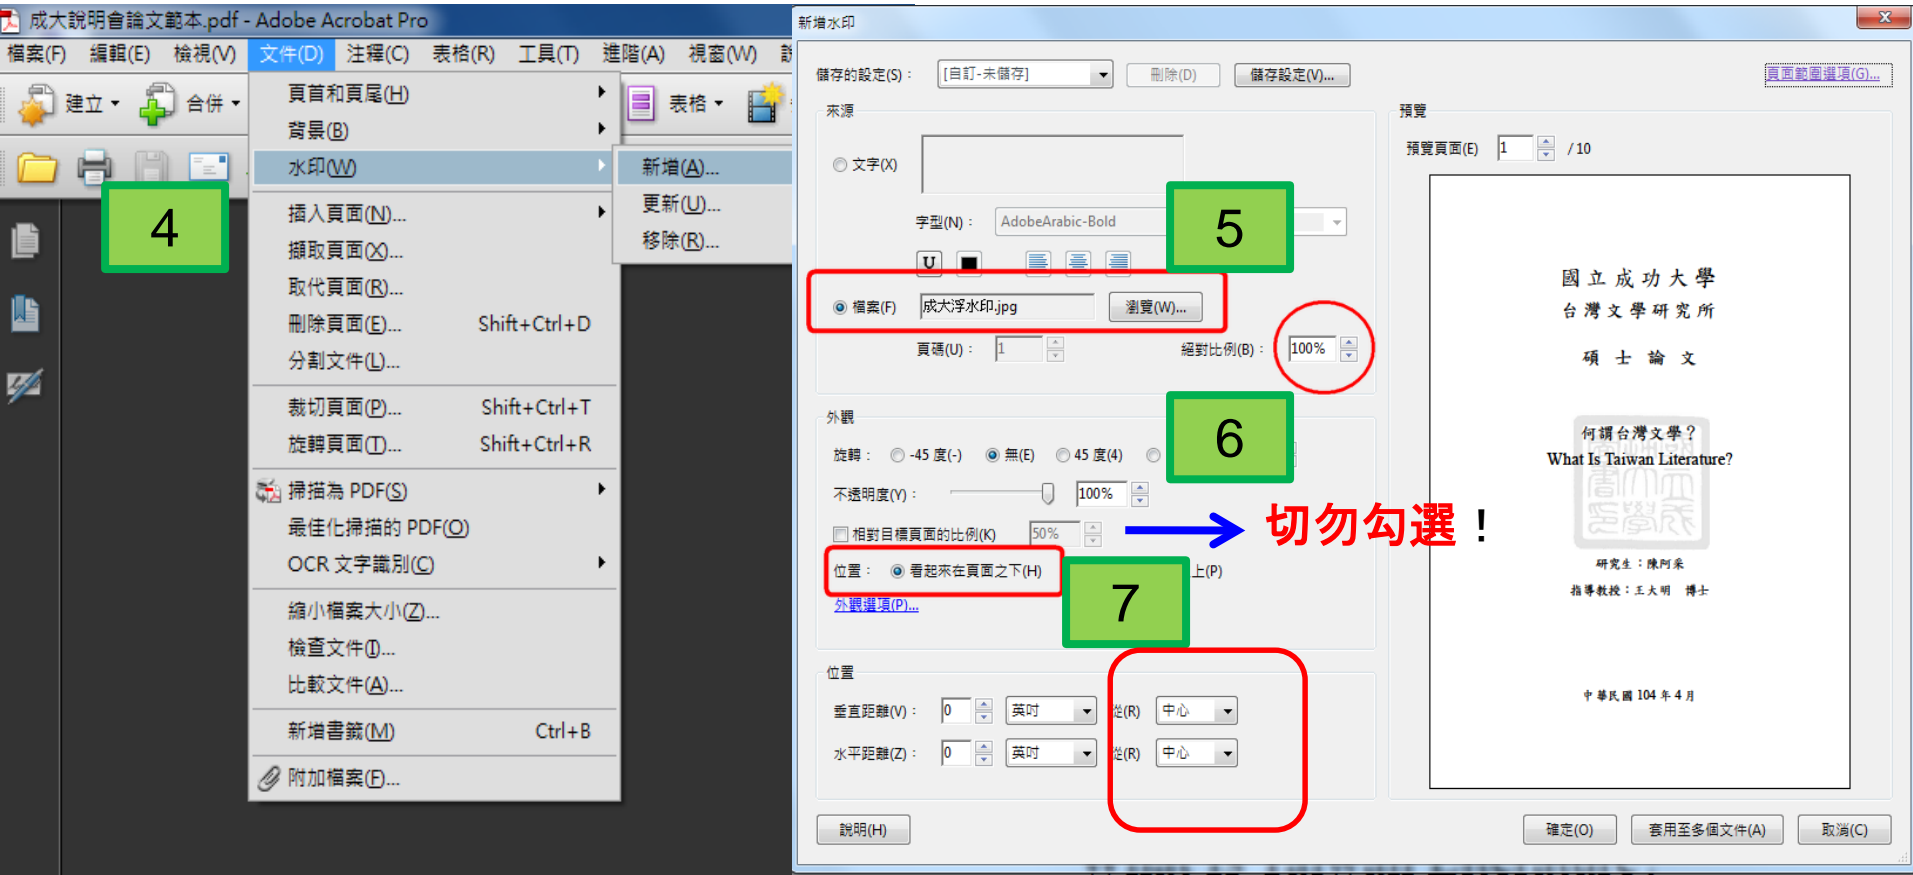 成大說明會論文範本.pdf - Adobe Acrobat Pro
檔案(F) 編輯(E) 檢視(V) 文件(D) 注釋(C) 表格(R) 工具(T) 進階(A) 視窗(W)
建立 合併 表格
頁首和頁尾(H)
背景(B)
水印(W)
插入頁面(N)...
擷取頁面(X)...
取代頁面(R)...
刪除頁面(E)... Shift+Ctrl+D
分割文件(L)...
裁切頁面(P)... Shift+Ctrl+T
旋轉頁面(T)... Shift+Ctrl+R
掃描為 PDF(S)
最佳化掃描的 PDF(O)
OCR 文字識別(C)
縮小檔案大小(Z)...
檢查文件(I)...
比較文件(A)...
新增書籤(M) Ctrl+B
附加檔案(F)...
新增(A)...
更新(U)...
移除(R)...
4
新增水印
儲存的設定(S)： [自訂-未儲存] 刪除(D) 儲存設定(V)... 頁面範圍選項(G)...
來源
文字(X)
字型(N)： AdobeArabic-Bold
5
U
檔案(F) 成大浮水印.jpg 瀏覽(W)...
頁碼(U)： 1 絕對比例(B)： 100%
外觀
6
旋轉： -45 度(-) 無(E) 45 度(4)
不透明度(Y)： 100%
相對目標頁面的比例(K) 50% 切勿勾選！
位置： 看起來在頁面之下(H) 上(P)
7
外觀選項(P)...
位置
垂直距離(V)： 0 英吋 從(R) 中心
水平距離(Z)： 0 英吋 從(R) 中心
說明(H) 確定(O) 套用至多個文件(A) 取消(C)
預覽
預覽頁面(E) 1 / 10
國立成功大學
台灣文學研究所
碩士論文
何謂台灣文學？
What Is Taiwan Literature?
研究生：陳阿采
指導教授：王大明 博士
中華民國 104 年 4 月